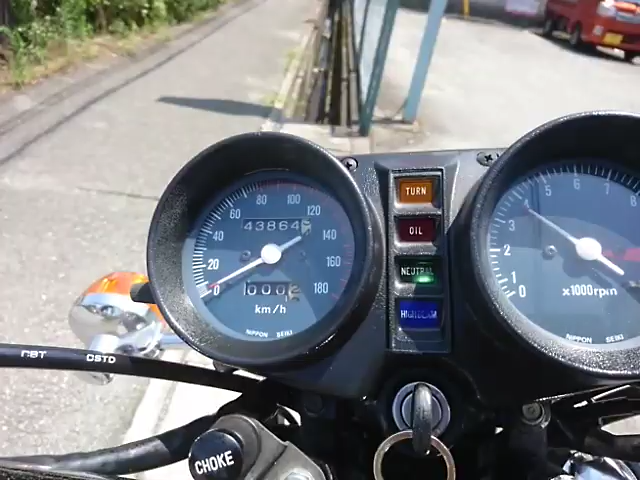 TURN
OIL
NEUTRAL
HIGH BEAM
0
20
40
60
80
100
120
140
160
180
43864
km/h
NIPPON SEIKI
0
1
2
3
4
5
6
7
8
x1000rpm
NIPPON SEIKI
CHOKE